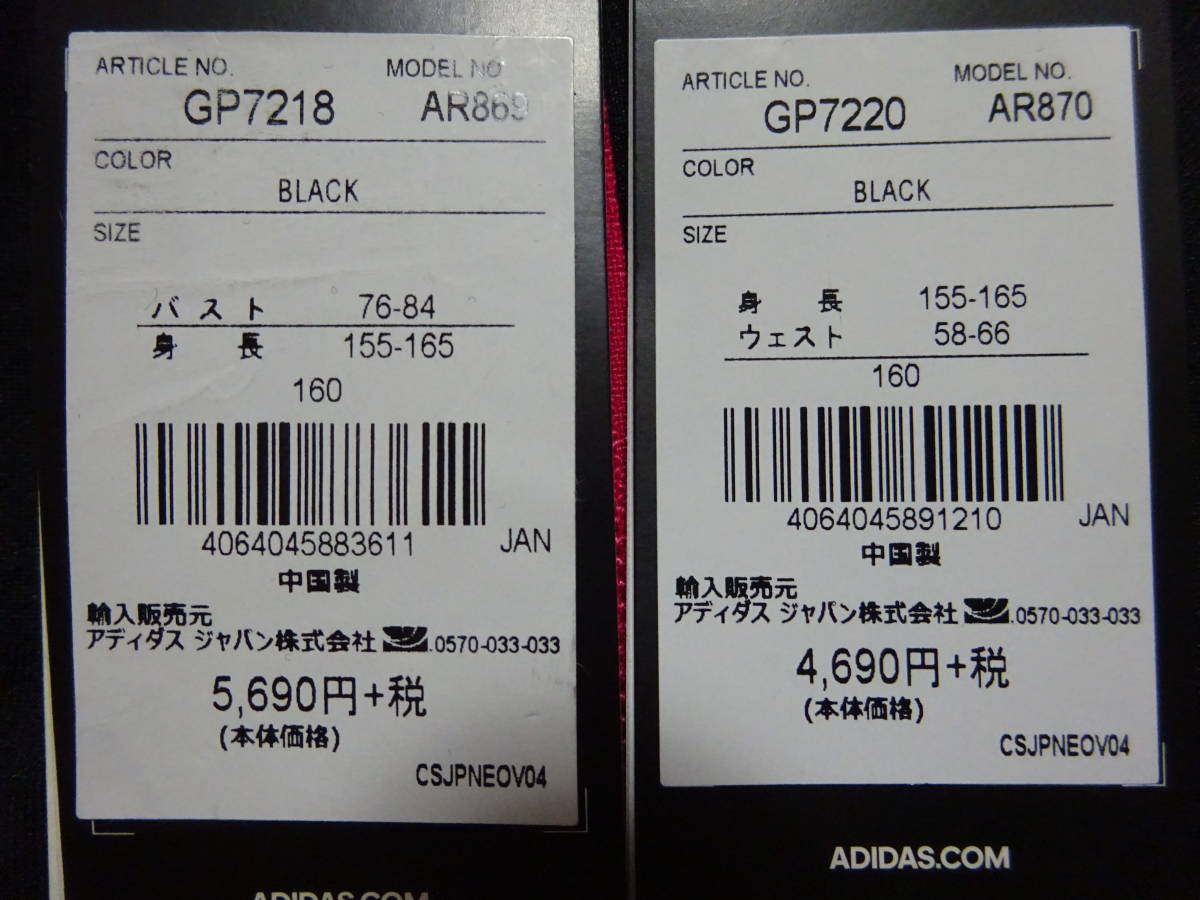 ARTICLE NO. MODEL NO
GP7218 AR869
COLOR
BLACK
SIZE
バスト 76-84
身長 155-165
160
4064045883611 JAN
中国製
輸入販売元
アディダス ジャパン株式会社 .0570-033-033
5,690円+税
(本体価格)
CSJPNEOV04
ADIDAS.COM
ARTICLE NO. MODEL NO.
GP7220 AR870
COLOR
BLACK
SIZE
身長 155-165
ウェスト 58-66
160
4064045891210 JAN
中国製
輸入販売元
アディダス ジャパン株式会社 .0570-033-033
4,690円+税
(本体価格)
CSJPNEOV04
ADIDAS.COM